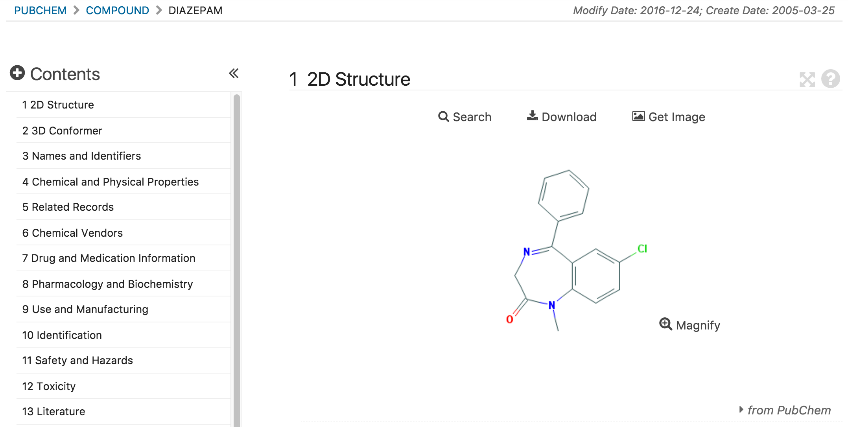 PUBCHEM > COMPOUND > DIAZEPAM
Modify Date: 2016-12-24; Create Date: 2005-03-25
Contents
1 2D Structure
2 3D Conformer
3 Names and Identifiers
4 Chemical and Physical Properties
5 Related Records
6 Chemical Vendors
7 Drug and Medication Information
8 Pharmacology and Biochemistry
9 Use and Manufacturing
10 Identification
11 Safety and Hazards
12 Toxicity
13 Literature
1 2D Structure
?
Search Download Get Image
N
Cl
N
O
Magnify
from PubChem